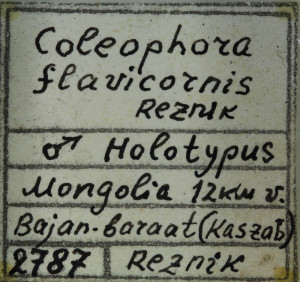 Coleophora
flavicornis
Reznik
♂ Holotypus
Mongolia 12km v.
Bajan-baraat (Kaszab)
2787 Reznik